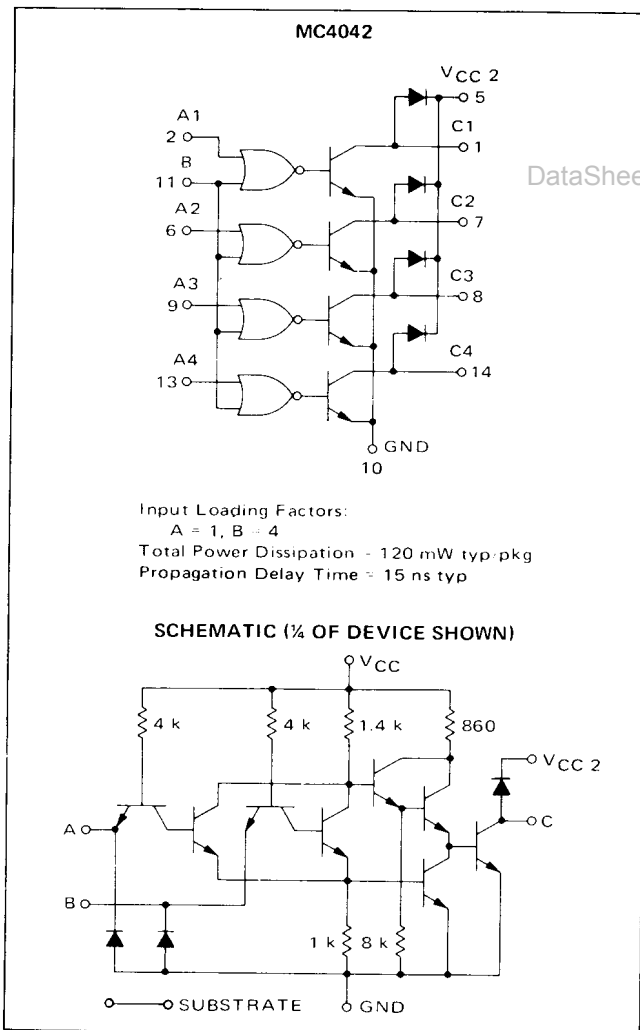 MC4042
VCC 2
5
A1
2
C1
1
B
11
DataShee
A2
6
C2
7
A3
9
C3
8
A4
13
C4
14
GND
10
Input Loading Factors:
A = 1, B = 4
Total Power Dissipation = 120 mW typ/pkg
Propagation Delay Time = 15 ns typ
SCHEMATIC (¼ OF DEVICE SHOWN)
VCC
4 k
4 k
1.4 k
860
VCC 2
A
C
B
1 k
8 k
SUBSTRATE
GND